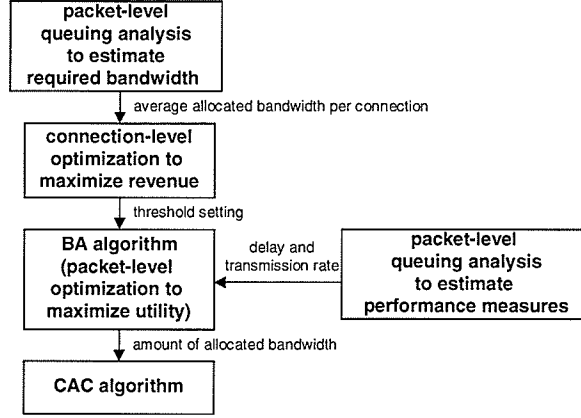 packet-level
queuing analysis
to estimate
required bandwidth
average allocated bandwidth per connection
connection-level
optimization to
maximize revenue
threshold setting
BA algorithm
(packet-level
optimization to
maximize utility)
delay and
transmission rate
packet-level
queuing analysis
to estimate
performance measures
amount of allocated bandwidth
CAC algorithm